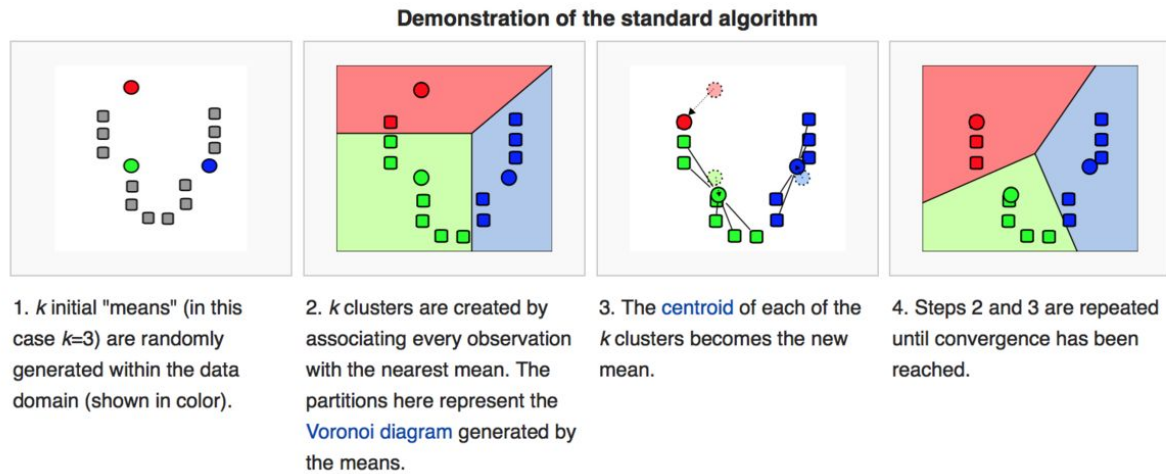 Demonstration of the standard algorithm
1. k initial "means" (in this
case k=3) are randomly
generated within the data
domain (shown in color).
2. k clusters are created by
associating every observation
with the nearest mean. The
partitions here represent the
Voronoi diagram generated by
the means.
3. The centroid of each of the
k clusters becomes the new
mean.
4. Steps 2 and 3 are repeated
until convergence has been
reached.